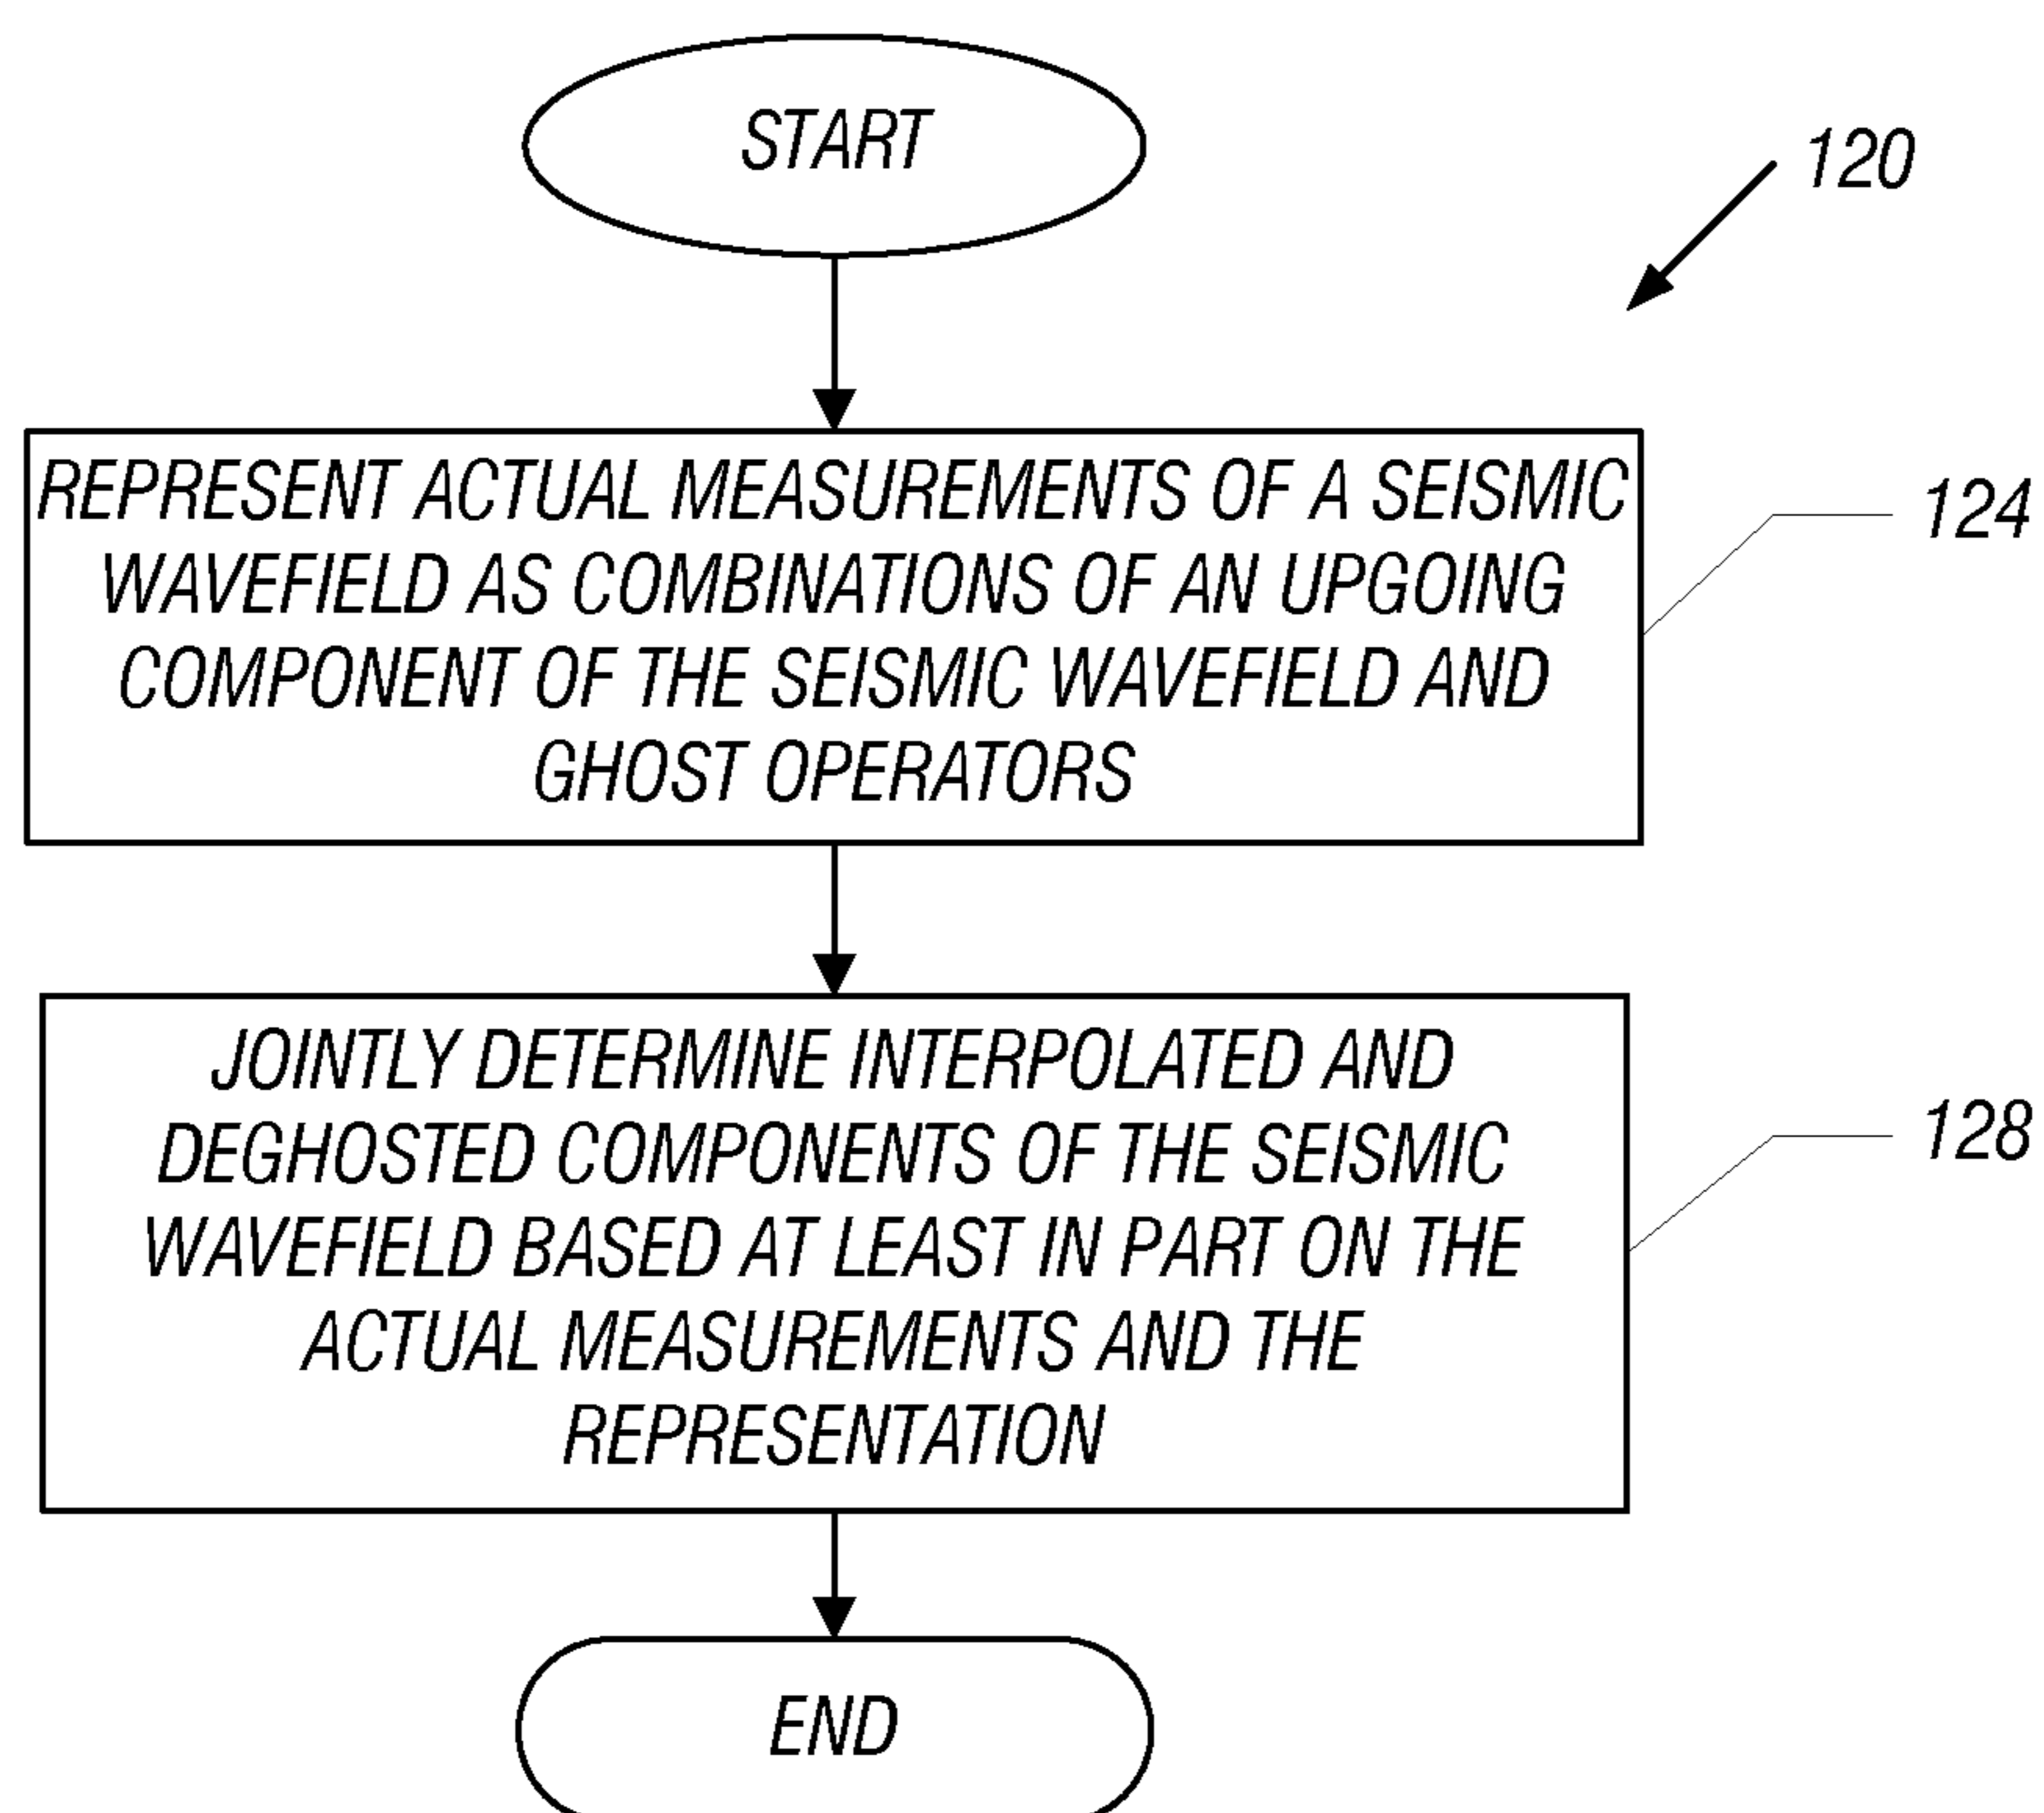 START
120
REPRESENT ACTUAL MEASUREMENTS OF A SEISMIC
WAVEFIELD AS COMBINATIONS OF AN UPGOING
COMPONENT OF THE SEISMIC WAVEFIELD AND
GHOST OPERATORS
124
JOINTLY DETERMINE INTERPOLATED AND
DEGHOSTED COMPONENTS OF THE SEISMIC
WAVEFIELD BASED AT LEAST IN PART ON THE
ACTUAL MEASUREMENTS AND THE
REPRESENTATION
128
END